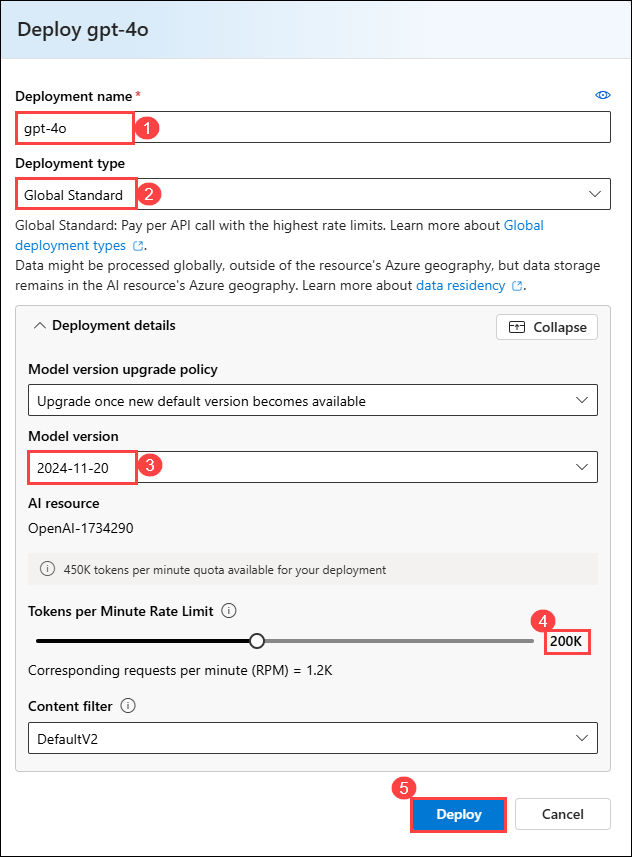 Deploy gpt-4o
Deployment name *
gpt-4o 1
Deployment type
Global Standard 2
Global Standard: Pay per API call with the highest rate limits. Learn more about Global
deployment types.
Data might be processed globally, outside of the resource's Azure geography, but data storage
remains in the AI resource's Azure geography. Learn more about data residency.
Deployment details Collapse
Model version upgrade policy
Upgrade once new default version becomes available
Model version
2024-11-20 3
AI resource
OpenAI-1734290
450K tokens per minute quota available for your deployment
Tokens per Minute Rate Limit
4
200K
Corresponding requests per minute (RPM) = 1.2K
Content filter
DefaultV2
5
Deploy Cancel